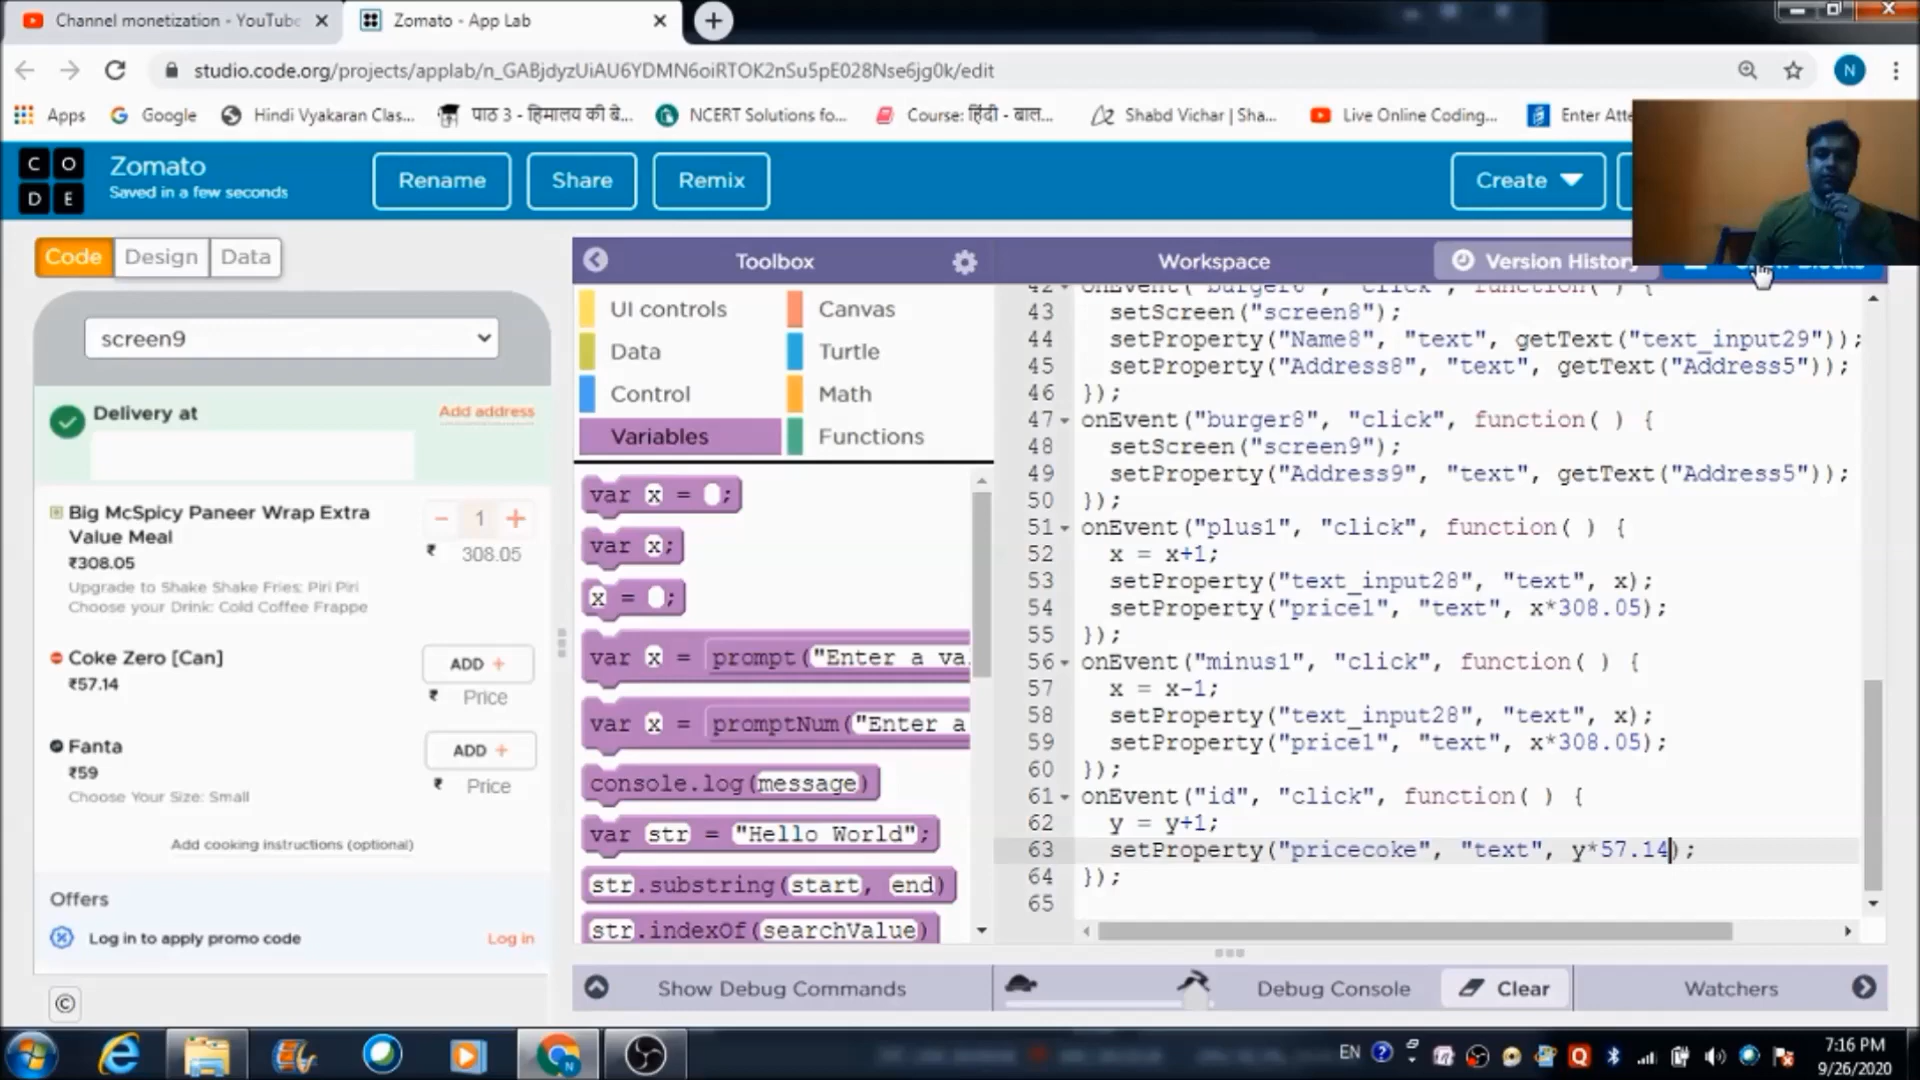 Channel monetization - YouTube
Zomato - App Lab
studio.code.org/projects/applab/n_GABjdyzUiAU6YDMN6oiRTOK2nSu5pE028Nse6jg0k/edit
N
Apps
Google
Hindi Vyakaran Clas...
पाठ 3 - हिमालय की बे...
NCERT Solutions fo...
Course: हिंदी - बाल...
Shabd Vichar | Sha...
Live Online Coding...
Enter Atte
C O D E
Zomato
Saved in a few seconds
Rename
Share
Remix
Create
Code
Design
Data
screen9
Delivery at
Add address
Big McSpicy Paneer Wrap Extra
Value Meal
₹308.05
Upgrade to Shake Shake Fries: Piri Piri
Choose your Drink: Cold Coffee Frappe
− 1 +
₹ 308.05
Coke Zero [Can]
₹57.14
ADD +
₹ Price
Fanta
₹59
Choose Your Size: Small
ADD +
₹ Price
Add cooking instructions (optional)
Offers
Log in to apply promo code
Log in
Toolbox
UI controls
Canvas
Data
Turtle
Control
Math
Variables
Functions
var x = ;
var x;
x = ;
var x = prompt("Enter a va
var x = promptNum("Enter a
console.log(message)
var str = "Hello World";
str.substring(start, end)
str.indexOf(searchValue)
Workspace
Version History
42 onEvent("burger6", "click", function( ) {
43 setScreen("screen8");
44 setProperty("Name8", "text", getText("text_input29"));
45 setProperty("Address8", "text", getText("Address5"));
46 });
47 onEvent("burger8", "click", function( ) {
48 setScreen("screen9");
49 setProperty("Address9", "text", getText("Address5"));
50 });
51 onEvent("plus1", "click", function( ) {
52 x = x+1;
53 setProperty("text_input28", "text", x);
54 setProperty("price1", "text", x*308.05);
55 });
56 onEvent("minus1", "click", function( ) {
57 x = x-1;
58 setProperty("text_input28", "text", x);
59 setProperty("price1", "text", x*308.05);
60 });
61 onEvent("id", "click", function( ) {
62 y = y+1;
63 setProperty("pricecoke", "text", y*57.14);
64 });
65
Show Debug Commands
Debug Console
Clear
Watchers
EN
7:16 PM
9/26/2020